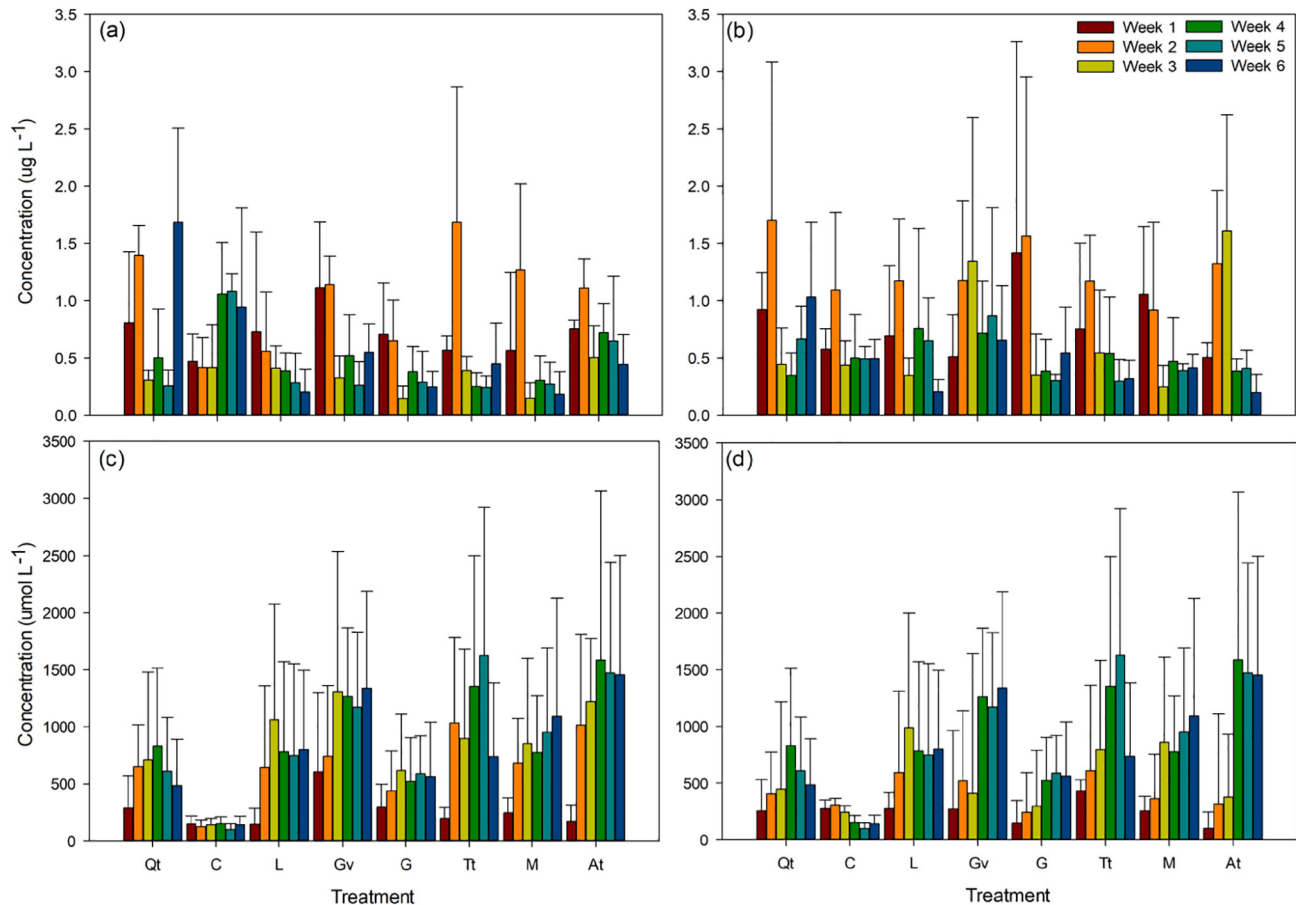 (a)
3.5
3.0
2.5
2.0
1.5
1.0
0.5
0.0
Concentration (ug L⁻¹)
(b)
3.5
3.0
2.5
2.0
1.5
1.0
0.5
0.0
Week 1 Week 4
Week 2 Week 5
Week 3 Week 6
(c)
3500
3000
2500
2000
1500
1000
500
0
Concentration (umol L⁻¹)
Qt C L Gv G Tt M At
Treatment
(d)
3500
3000
2500
2000
1500
1000
500
0
Qt C L Gv G Tt M At
Treatment